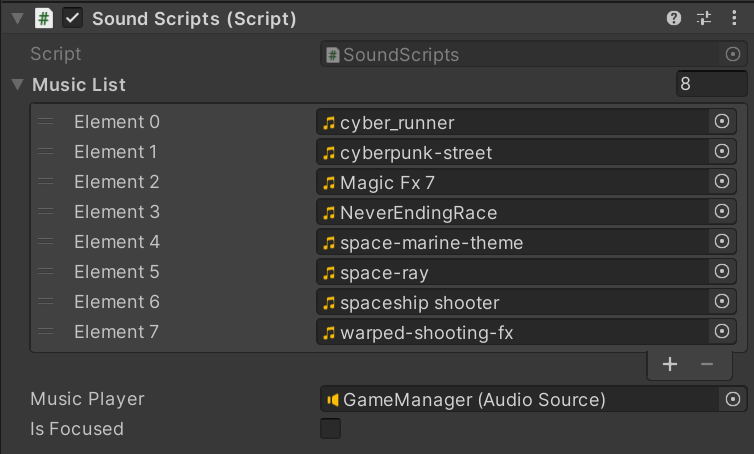 Sound Scripts (Script)
Script SoundScripts
Music List 8
Element 0 cyber_runner
Element 1 cyberpunk-street
Element 2 Magic Fx 7
Element 3 NeverEndingRace
Element 4 space-marine-theme
Element 5 space-ray
Element 6 spaceship shooter
Element 7 warped-shooting-fx
Music Player GameManager (Audio Source)
Is Focused